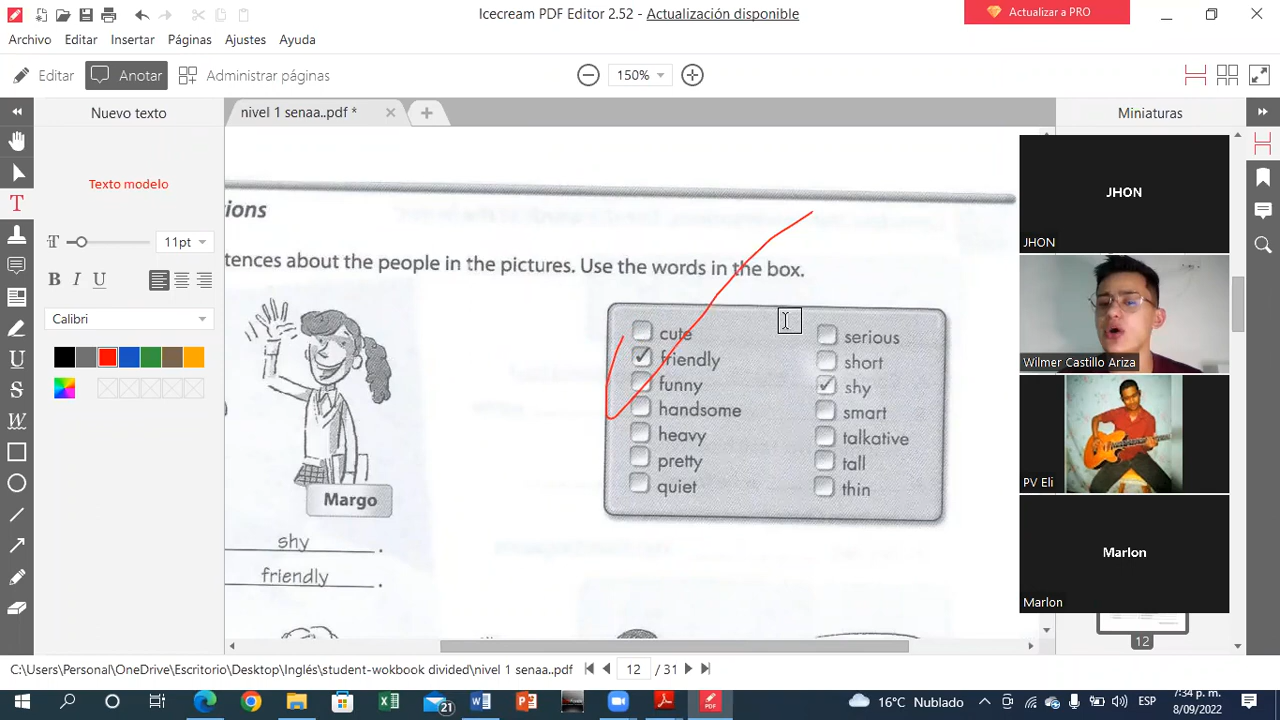 Icecream PDF Editor 2.52 - Actualización disponible
Actualizar a PRO
Archivo Editar Insertar Páginas Ajustes Ayuda
Editar Anotar Administrar páginas 150%
Nuevo texto nivel 1 senaa..pdf * Miniaturas
Texto modelo
11pt
B I U
Calibri
ions
tences about the people in the pictures. Use the words in the box.
cute
friendly
funny
handsome
heavy
pretty
quiet
serious
short
shy
smart
talkative
tall
thin
Margo
shy .
friendly .
JHON
JHON
Wilmer Castillo Ariza
PV Eli
Marlon
Marlon
12
C:\Users\Personal\OneDrive\Escritorio\Desktop\Inglés\student-wokbook divided\nivel 1 senaa..pdf 12 / 31
21
16°C Nublado ESP 7:34 p. m.
8/09/2022